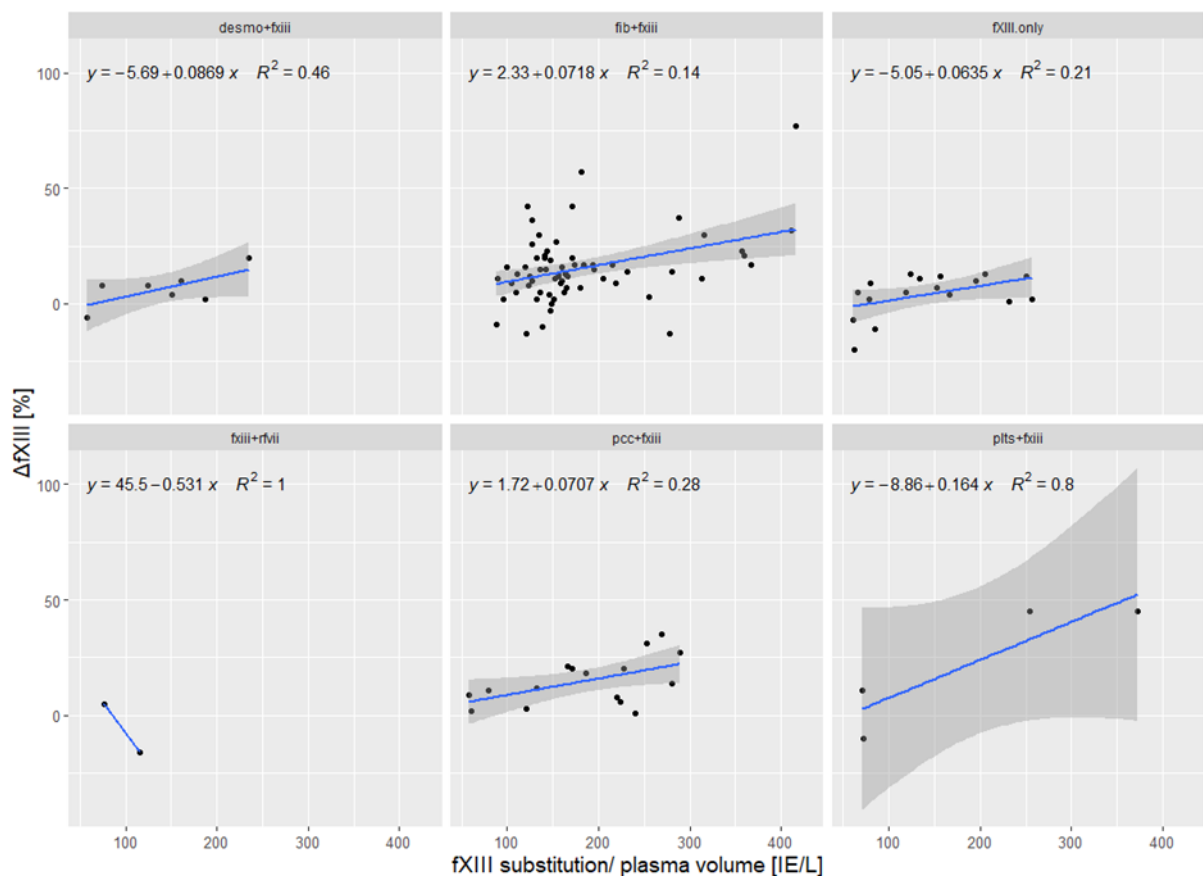 desmo+fxiii
fib+fxiii
fXIII.only
y = −5.69 + 0.0869 x R² = 0.46
y = 2.33 + 0.0718 x R² = 0.14
y = −5.05 + 0.0635 x R² = 0.21
100
50
0
fxiii+rfvii
pcc+fxiii
plts+fxiii
y = 45.5 − 0.531 x R² = 1
y = 1.72 + 0.0707 x R² = 0.28
y = −8.86 + 0.164 x R² = 0.8
100
50
0
ΔfXIII [%]
100 200 300 400
100 200 300 400
100 200 300 400
fXIII substitution/ plasma volume [IE/L]